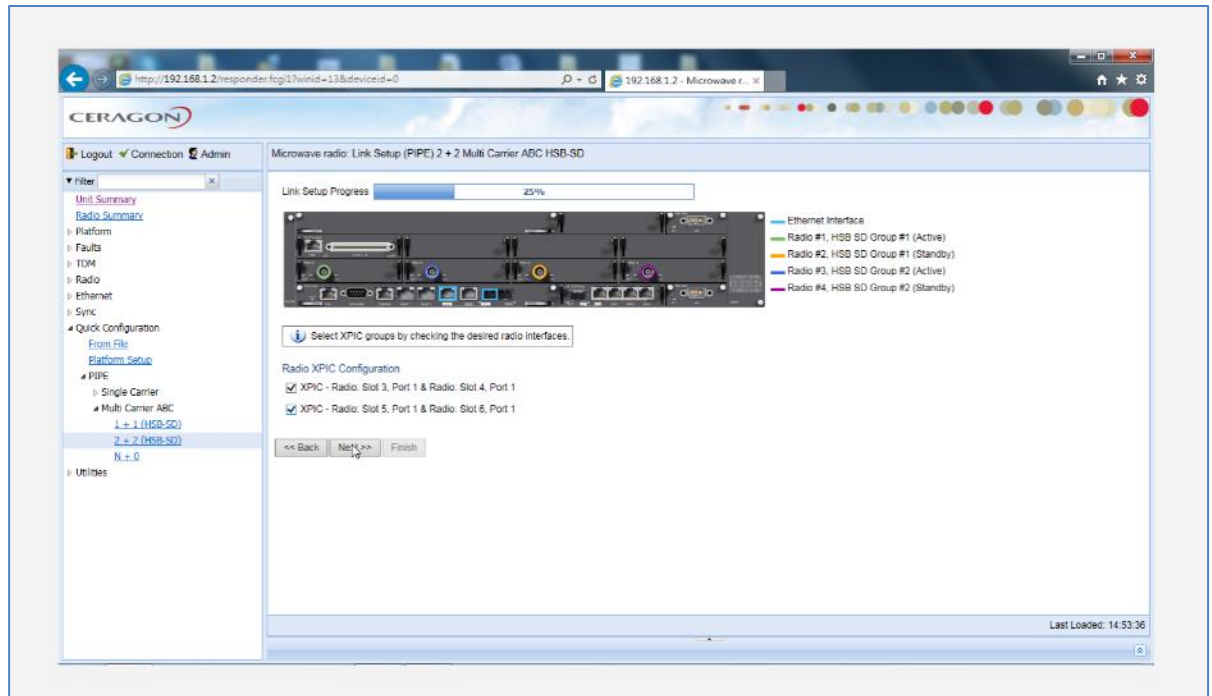 http://192.168.1.2/responder.fcgi1?winid=13&deviceid=0
192.168.1.2 - Microwave r...
CERAGON
Logout Connection Admin
Microwave radio: Link Setup (PIPE) 2 + 2 Multi Carrier ABC HSB-SD
Filter
Unit Summary
Radio Summary
Platform
Faults
TDM
Radio
Ethernet
Sync
Quick Configuration
From File
Platform Setup
PIPE
Single Carrier
Multi Carrier ABC
1 + 1 (HSB-SD)
2 + 2 (HSB-SD)
N + 0
Utilities
Link Setup Progress 25%
Ethernet Interface
Radio #1, HSB SD Group #1 (Active)
Radio #2, HSB SD Group #1 (Standby)
Radio #3, HSB SD Group #2 (Active)
Radio #4, HSB SD Group #2 (Standby)
Select XPIC groups by checking the desired radio interfaces.
Radio XPIC Configuration
XPIC - Radio: Slot 3, Port 1 & Radio: Slot 4, Port 1
XPIC - Radio: Slot 5, Port 1 & Radio: Slot 6, Port 1
<< Back Next >> Finish
Last Loaded: 14:53:36